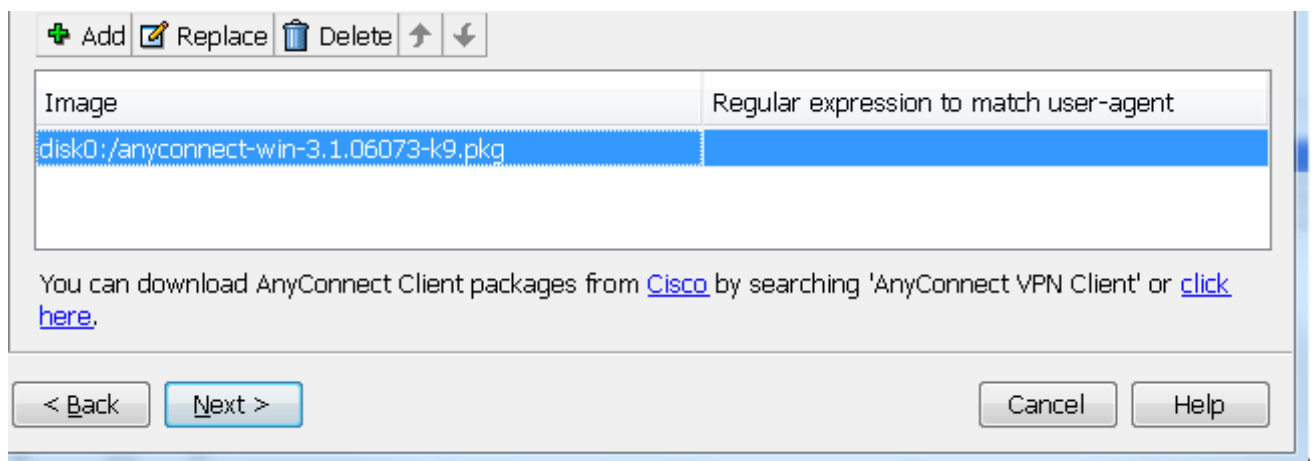 Add Replace Delete
Image Regular expression to match user-agent
disk0:/anyconnect-win-3.1.06073-k9.pkg
You can download AnyConnect Client packages from Cisco by searching 'AnyConnect VPN Client' or click
here.
< Back Next > Cancel Help